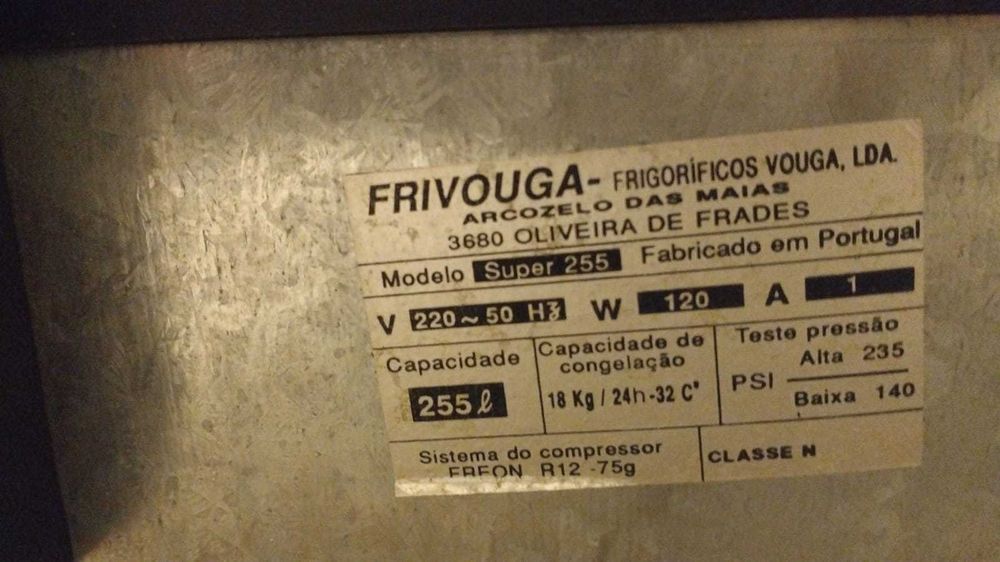 FRIVOUGA- FRIGORÍFICOS VOUGA, LDA.
ARCOZELO DAS MAIAS
3680 OLIVEIRA DE FRADES
Modelo Super 255 Fabricado em Portugal
V 220~50 Hz W 120 A 1
Capacidade
255 ℓ
Capacidade de
congelação
18 Kg / 24h -32 C°
Teste pressão
PSI
Alta 235
Baixa 140
Sistema do compressor
FREON R12 -75g
CLASSE N